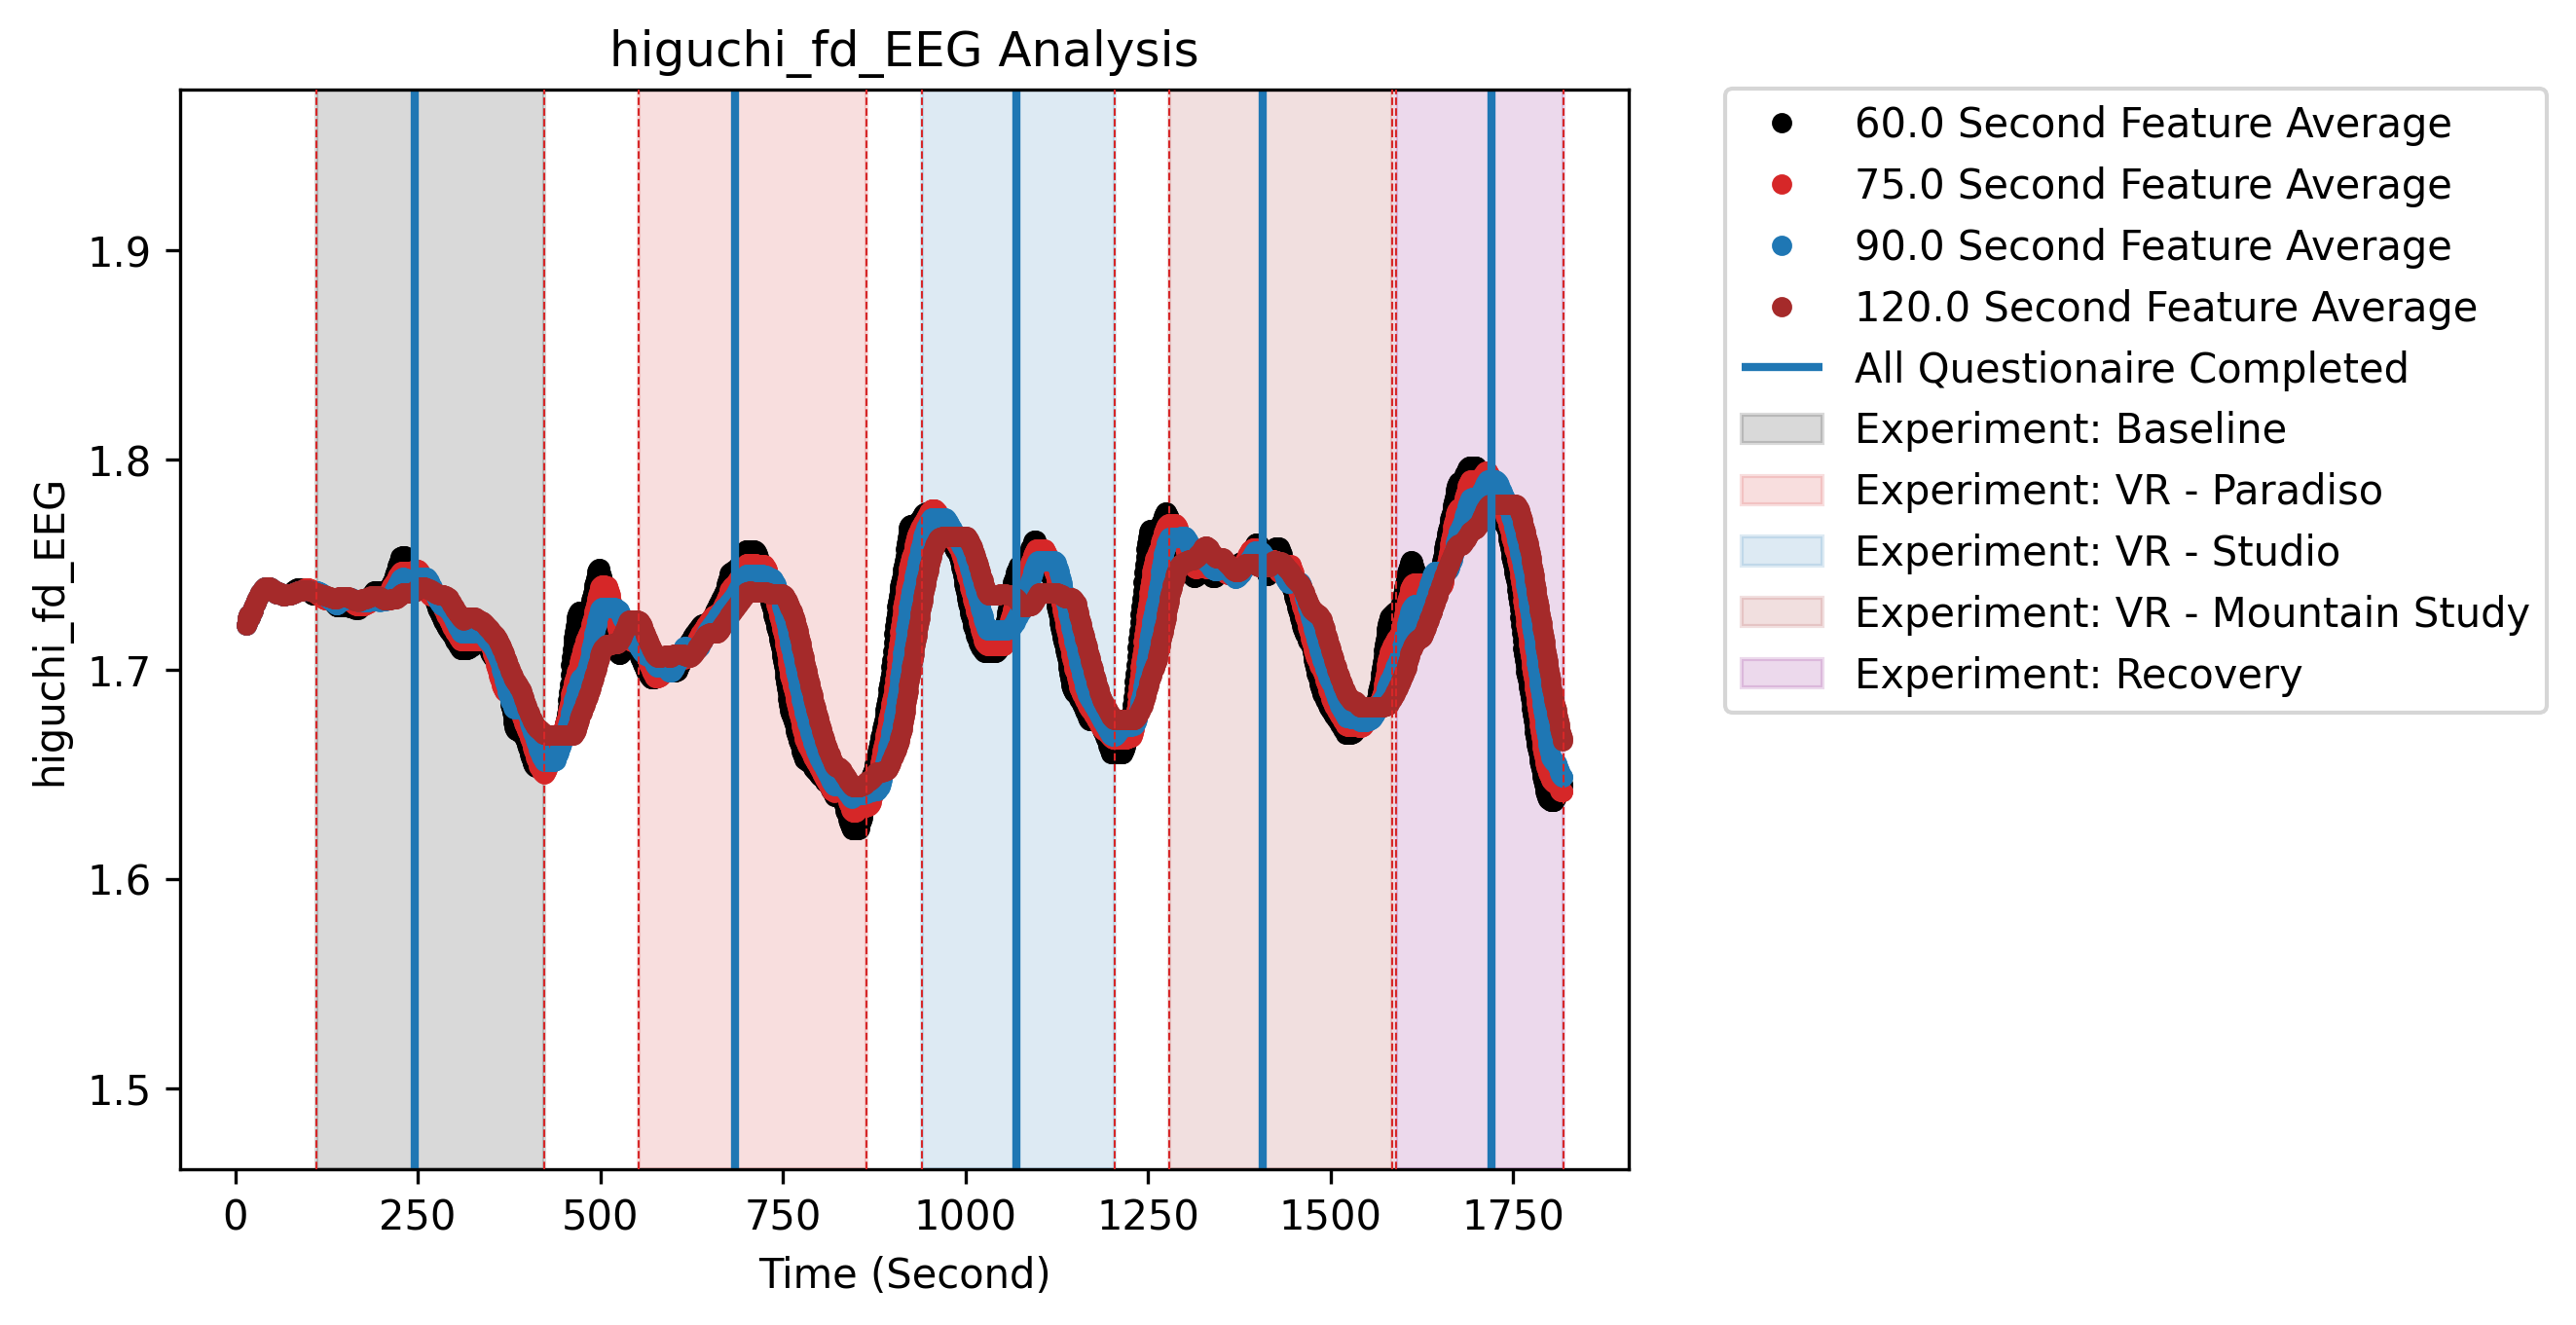 higuchi_fd_EEG Analysis
higuchi_fd_EEG
1.9
1.8
1.7
1.6
1.5
0 250 500 750 1000 1250 1500 1750
Time (Second)
60.0 Second Feature Average
75.0 Second Feature Average
90.0 Second Feature Average
120.0 Second Feature Average
All Questionaire Completed
Experiment: Baseline
Experiment: VR - Paradiso
Experiment: VR - Studio
Experiment: VR - Mountain Study
Experiment: Recovery